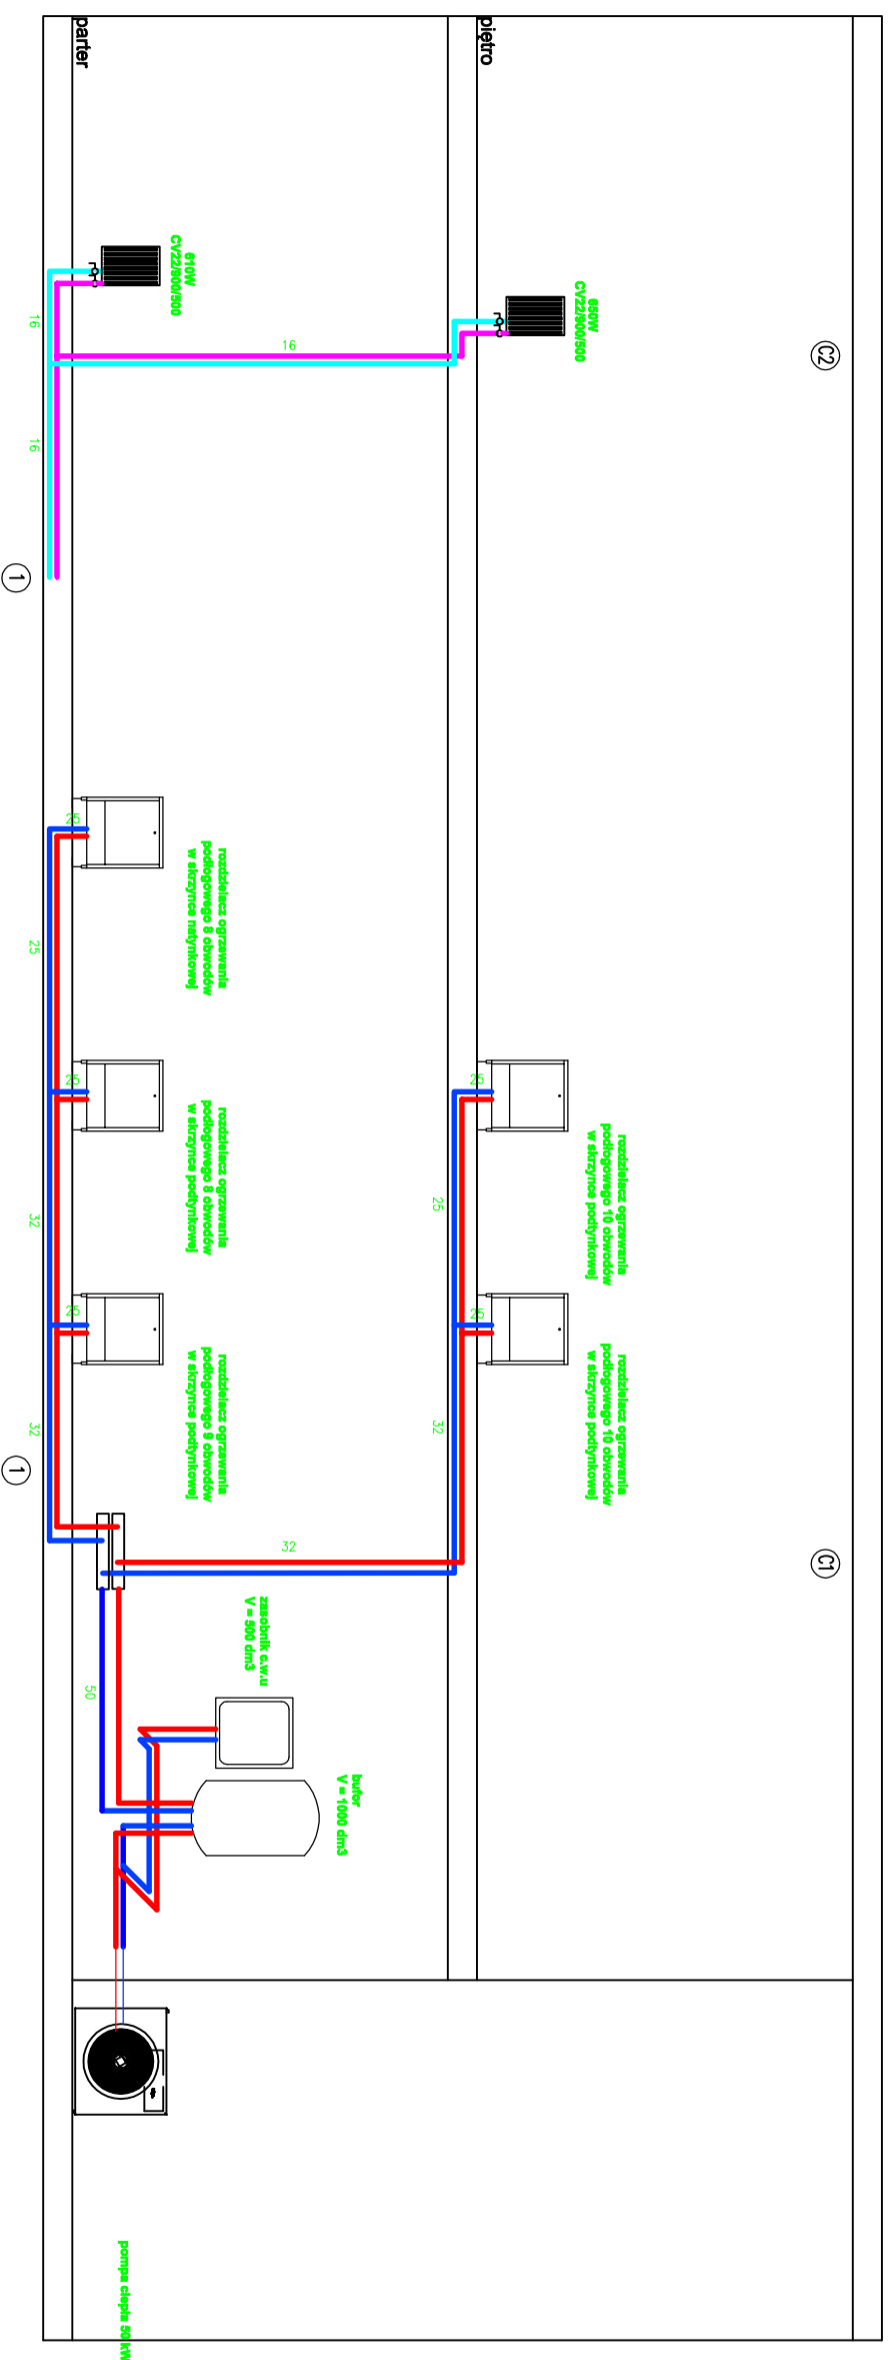 C2
C1
piętro
650W
CV22/900/500
rozdzielacz ogrzewania
podłogowego 10 obwodów
w skrzynce podtynkowej
rozdzielacz ogrzewania
podłogowego 10 obwodów
w skrzynce podtynkowej
25
25
25
32
16
32
bufor
V = 1000 dm3
zasobnik c.w.u
V = 500 dm3
parter
610W
CV22/900/500
rozdzielacz ogrzewania
podłogowego 8 obwodów
w skrzynce natynkowej
rozdzielacz ogrzewania
podłogowego 8 obwodów
w skrzynce podtynkowej
rozdzielacz ogrzewania
podłogowego 9 obwodów
w skrzynce podtynkowej
pompa ciepła 50 kW
25
25
25
50
16
16
25
32
32
1
1